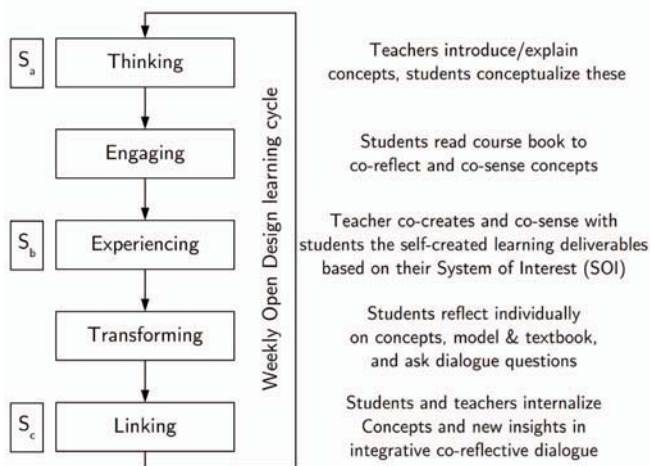 S_a
Thinking
Teachers introduce/explain
concepts, students conceptualize these
Engaging
Students read course book to
co-reflect and co-sense concepts
S_b
Experiencing
Teacher co-creates and co-sense with
students the self-created learning deliverables
based on their System of Interest (SOI)
Transforming
Students reflect individually
on concepts, model & textbook,
and ask dialogue questions
S_c
Linking
Students and teachers internalize
Concepts and new insights in
integrative co-reflective dialogue
Weekly Open Design learning cycle